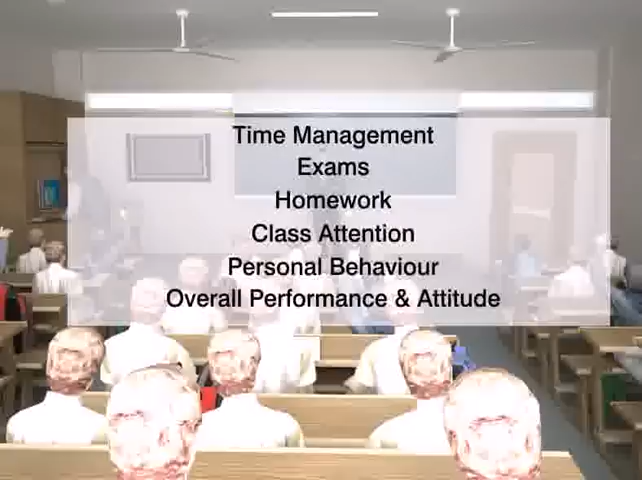 Time Management
Exams
Homework
Class Attention
Personal Behaviour
Overall Performance & Attitude